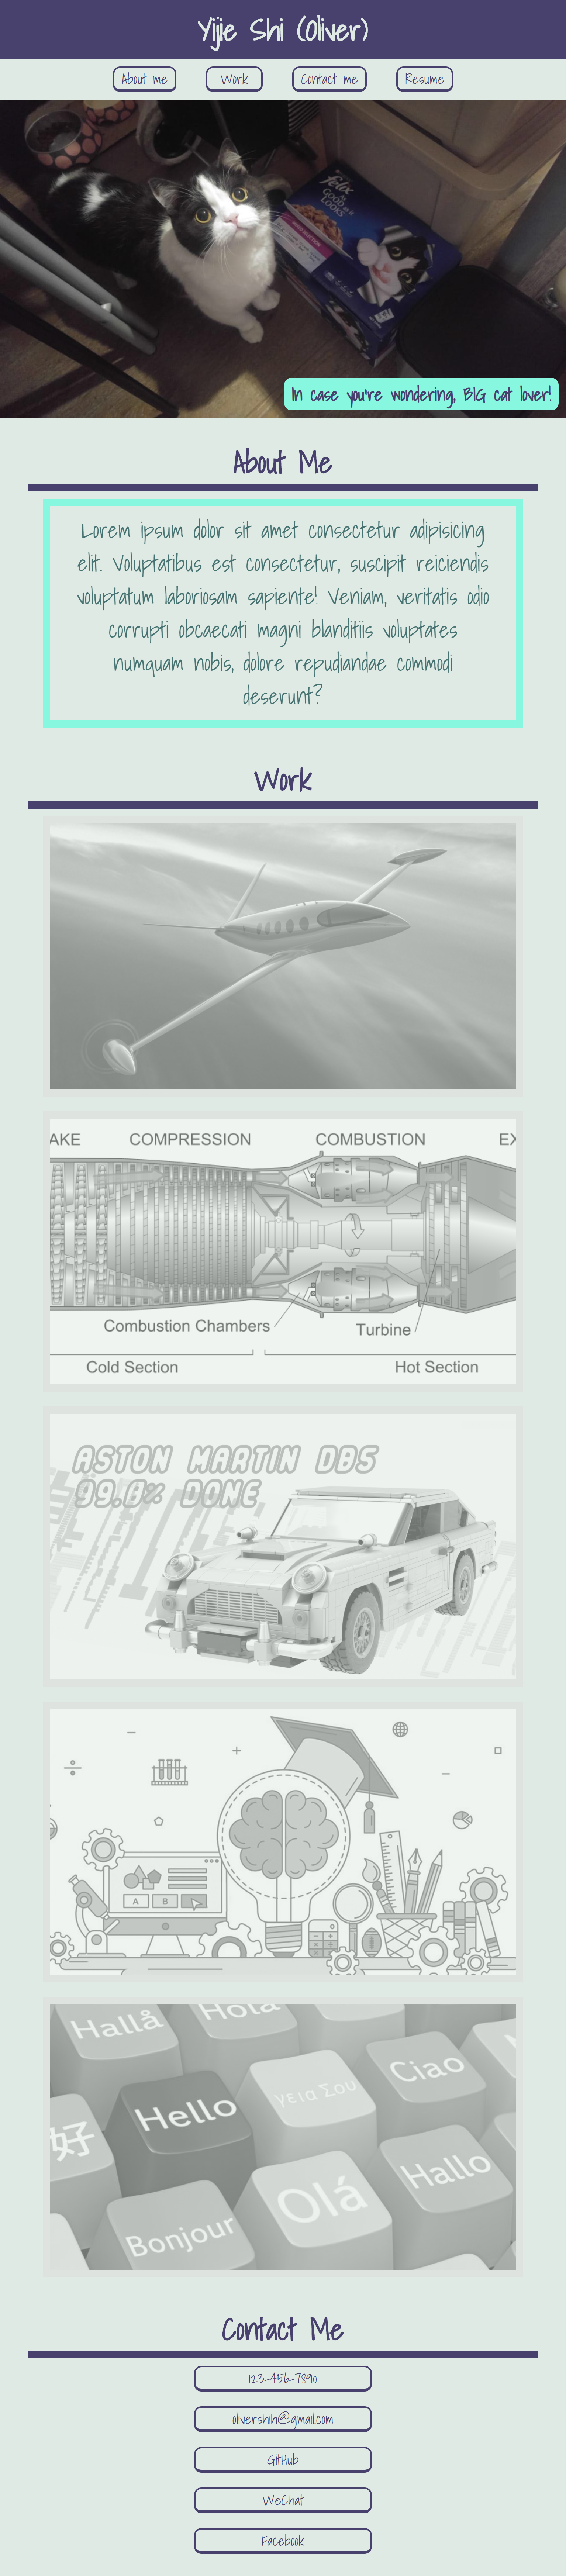 Yijie Shi (Oliver)
About me
Work
Contact me
Resume
felix
GOOD
LOOKS
In case you're wondering, BIG cat lover!
About Me
Lorem ipsum dolor sit amet consectetur adipisicing
elit. Voluptatibus est consectetur, suscipit reiciendis
voluptatum laboriosam sapiente! Veniam, veritatis odio
corrupti obcaecati magni blanditiis voluptates
numquam nobis, dolore repudiandae commodi
deserunt?
Work
AKE COMPRESSION COMBUSTION EX
Combustion Chambers
Turbine
Cold Section
Hot Section
ASTON MARTIN DB5
99.8% DONE
A B
Hallå
Hola
Ciao
γεια Σου
Hello
好
Hallo
Olá
Bonjour
Contact Me
123-456-7890
olivershih@gmail.com
GitHub
WeChat
Facebook